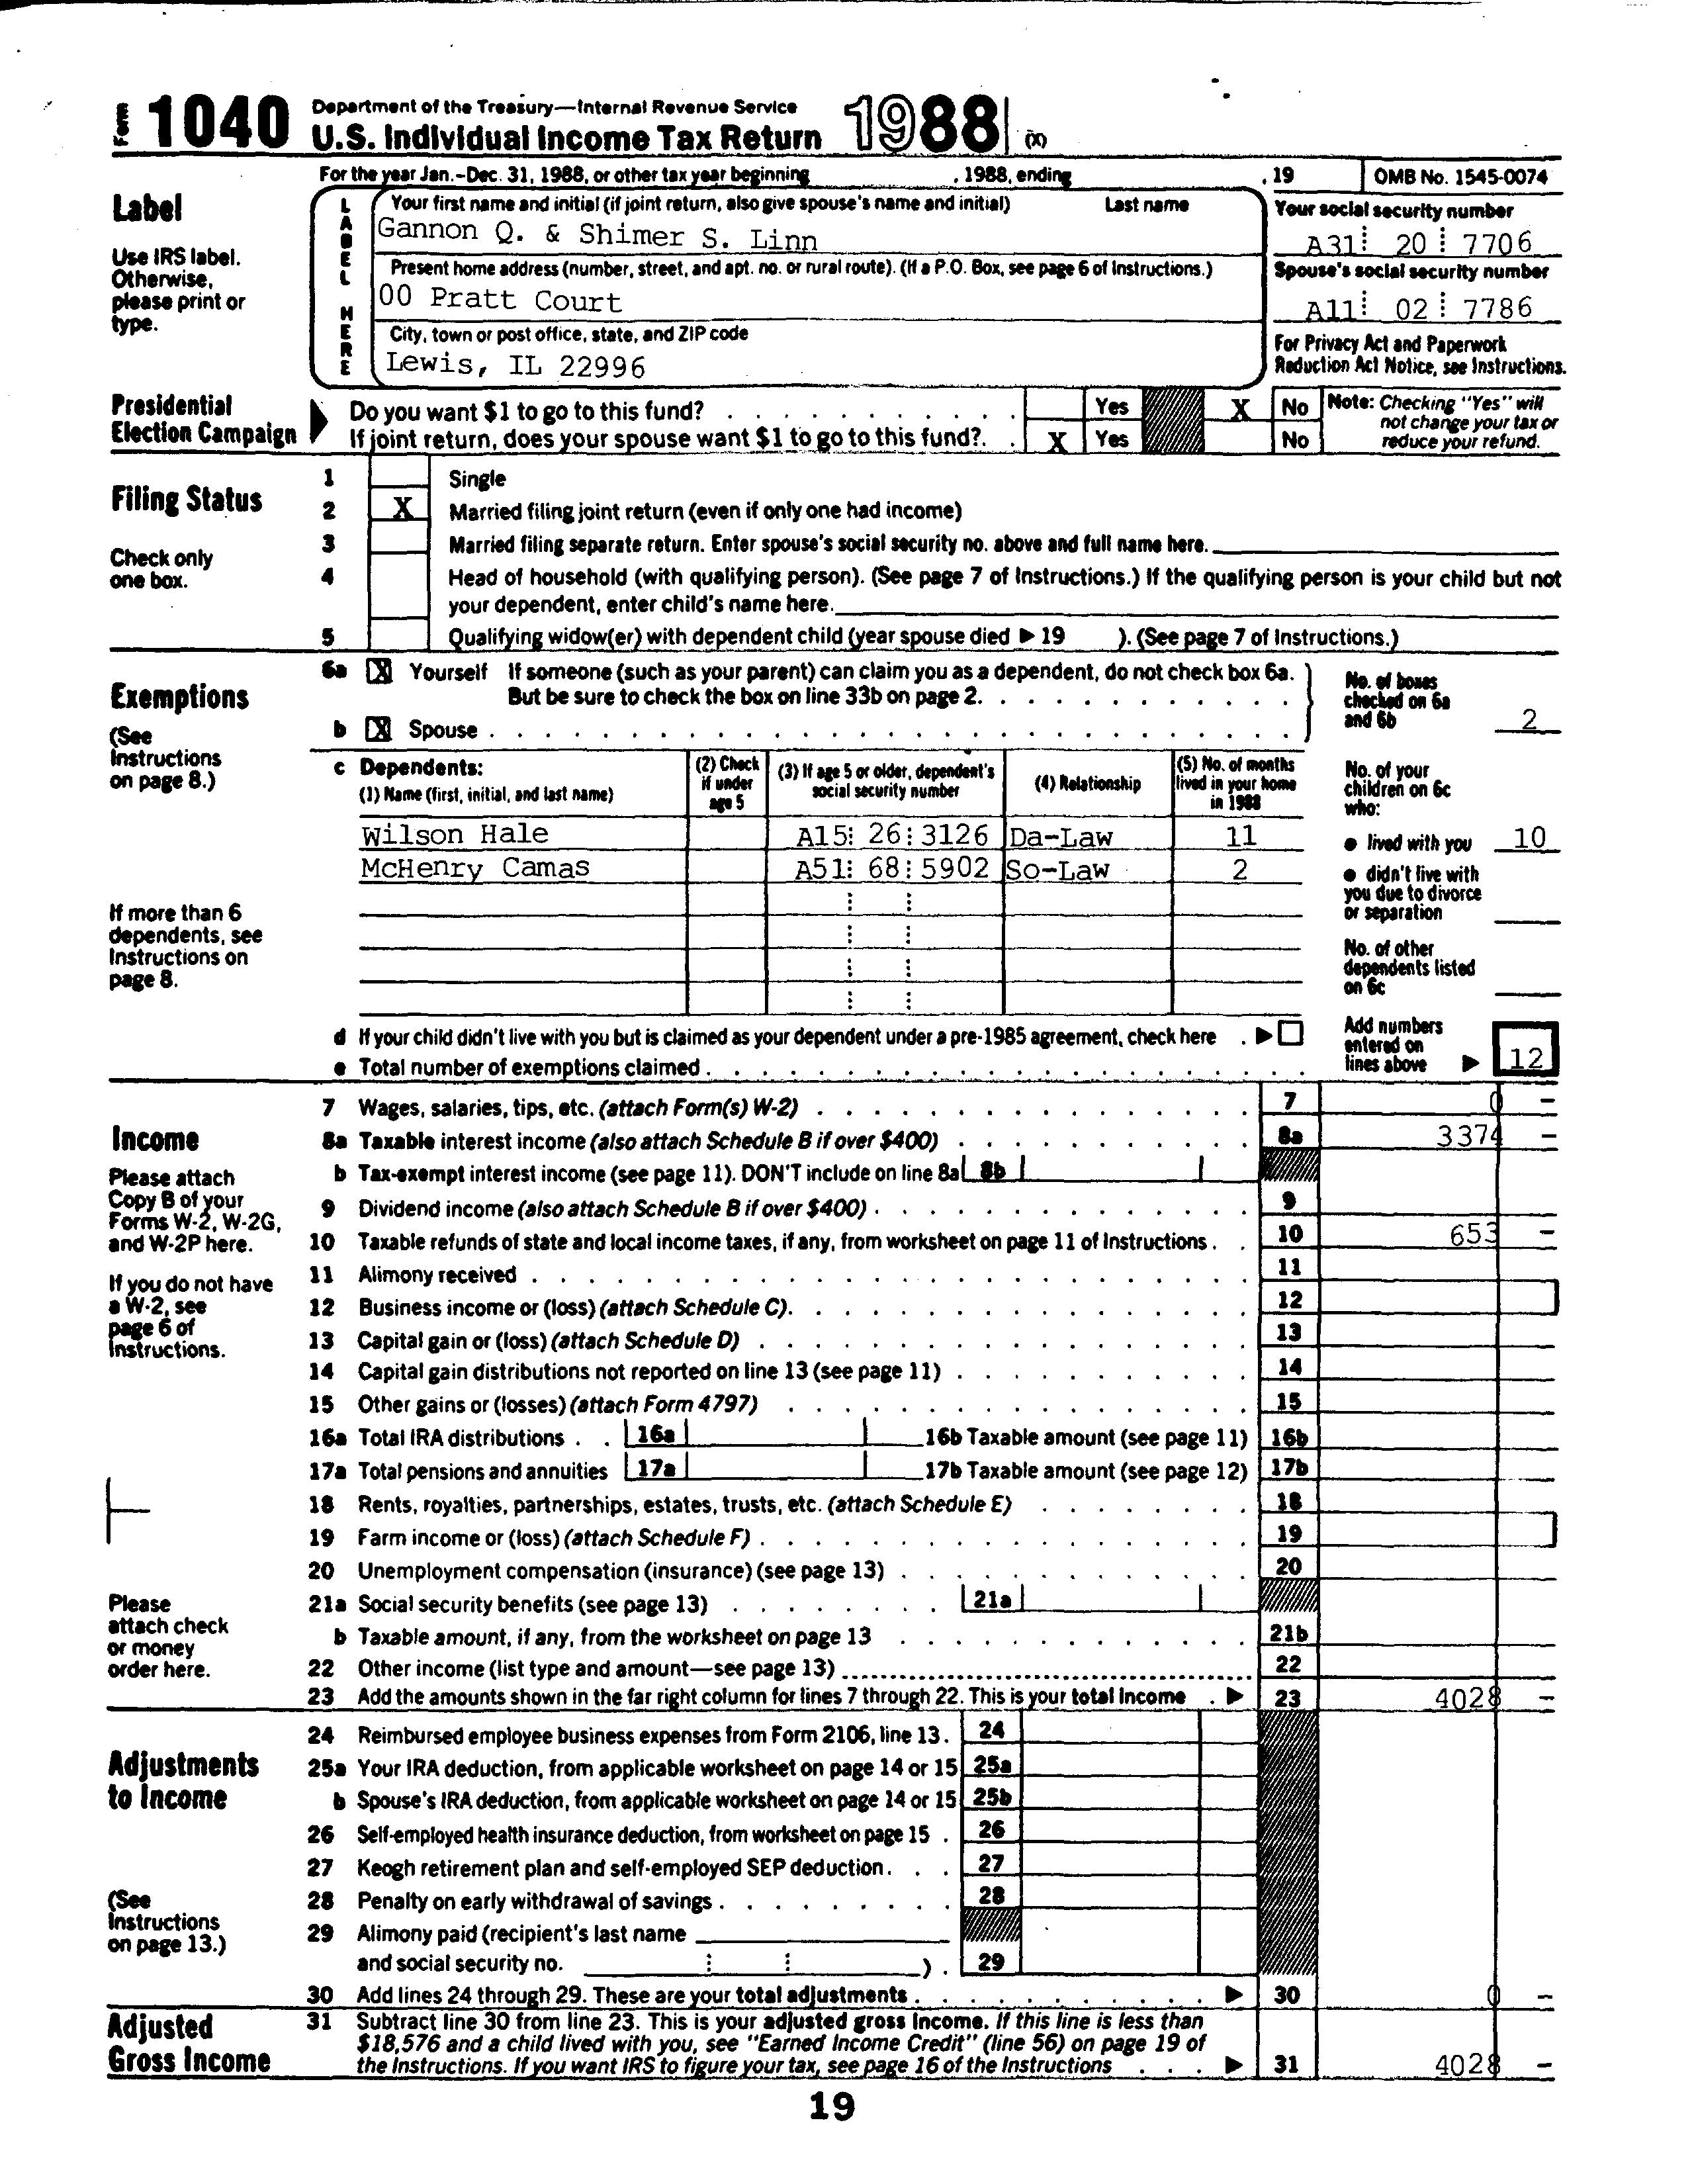 Form 1040 Department of the Treasury—Internal Revenue Service
U.S. Individual Income Tax Return 1988 (X)
For the year Jan.-Dec. 31, 1988, or other tax year beginning , 1988, ending , 19 OMB No. 1545-0074
Label
Use IRS label.
Otherwise,
please print or
type.
LABEL HERE
Your first name and initial (if joint return, also give spouse's name and initial) Last name
Gannon Q. & Shimer S. Linn
Your social security number
A31 20 7706
Present home address (number, street, and apt. no. or rural route). (If a P.O. Box, see page 6 of Instructions.)
00 Pratt Court
Spouse's social security number
A11 02 7786
City, town or post office, state, and ZIP code
Lewis, IL 22996
For Privacy Act and Paperwork
Reduction Act Notice, see Instructions.
Presidential
Election Campaign
Do you want $1 to go to this fund? Yes X No
If joint return, does your spouse want $1 to go to this fund? X Yes No
Note: Checking "Yes" will
not change your tax or
reduce your refund.
Filing Status
Check only
one box.
1 Single
2 X Married filing joint return (even if only one had income)
3 Married filing separate return. Enter spouse's social security no. above and full name here.
4 Head of household (with qualifying person). (See page 7 of Instructions.) If the qualifying person is your child but not
your dependent, enter child's name here.
5 Qualifying widow(er) with dependent child (year spouse died ▶ 19 ). (See page 7 of Instructions.)
Exemptions
(See
Instructions
on page 8.)
If more than 6
dependents, see
Instructions on
page 8.
6a X Yourself If someone (such as your parent) can claim you as a dependent, do not check box 6a.
But be sure to check the box on line 33b on page 2.
b X Spouse
No. of boxes
checked on 6a
and 6b 2
c Dependents:
(1) Name (first, initial, and last name)
(2) Check
if under
age 5
(3) If age 5 or older, dependent's
social security number
(4) Relationship
(5) No. of months
lived in your home
in 1988
Wilson Hale A15 26 3126 Da-Law 11
McHenry Camas A51 68 5902 So-Law 2
No. of your
children on 6c
who:
● lived with you 10
● didn't live with
you due to divorce
or separation
No. of other
dependents listed
on 6c
d If your child didn't live with you but is claimed as your dependent under a pre-1985 agreement, check here ▶
e Total number of exemptions claimed
Add numbers
entered on
lines above ▶ 12
Income
Please attach
Copy B of your
Forms W-2, W-2G,
and W-2P here.
If you do not have
a W-2, see
page 6 of
Instructions.
Please
attach check
or money
order here.
7 Wages, salaries, tips, etc. (attach Form(s) W-2) 7 0 —
8a Taxable interest income (also attach Schedule B if over $400) 8a 3374 —
b Tax-exempt interest income (see page 11). DON'T include on line 8a 8b
9 Dividend income (also attach Schedule B if over $400) 9
10 Taxable refunds of state and local income taxes, if any, from worksheet on page 11 of Instructions 10 653 —
11 Alimony received 11
12 Business income or (loss) (attach Schedule C) 12
13 Capital gain or (loss) (attach Schedule D) 13
14 Capital gain distributions not reported on line 13 (see page 11) 14
15 Other gains or (losses) (attach Form 4797) 15
16a Total IRA distributions 16a 16b Taxable amount (see page 11) 16b
17a Total pensions and annuities 17a 17b Taxable amount (see page 12) 17b
18 Rents, royalties, partnerships, estates, trusts, etc. (attach Schedule E) 18
19 Farm income or (loss) (attach Schedule F) 19
20 Unemployment compensation (insurance) (see page 13) 20
21a Social security benefits (see page 13) 21a
b Taxable amount, if any, from the worksheet on page 13 21b
22 Other income (list type and amount—see page 13) 22
23 Add the amounts shown in the far right column for lines 7 through 22. This is your total income ▶ 23 4028 —
Adjustments
to Income
(See
Instructions
on page 13.)
24 Reimbursed employee business expenses from Form 2106, line 13. 24
25a Your IRA deduction, from applicable worksheet on page 14 or 15 25a
b Spouse's IRA deduction, from applicable worksheet on page 14 or 15 25b
26 Self-employed health insurance deduction, from worksheet on page 15 26
27 Keogh retirement plan and self-employed SEP deduction 27
28 Penalty on early withdrawal of savings 28
29 Alimony paid (recipient's last name
and social security no. ) 29
30 Add lines 24 through 29. These are your total adjustments ▶ 30 0 —
Adjusted
Gross Income
31 Subtract line 30 from line 23. This is your adjusted gross income. If this line is less than
$18,576 and a child lived with you, see "Earned Income Credit" (line 56) on page 19 of
the Instructions. If you want IRS to figure your tax, see page 16 of the Instructions ▶ 31 4028 —
19